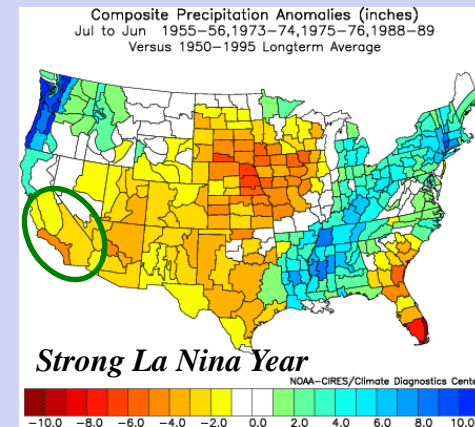 Composite Precipitation Anomalies (inches)
Jul to Jun 1955-56,1973-74,1975-76,1988-89
Versus 1950-1995 Longterm Average
Strong La Nina Year
NOAA-CIRES/Climate Diagnostics Cente
-10.0 -8.0 -6.0 -4.0 -2.0 0.0 2.0 4.0 6.0 8.0 10.0